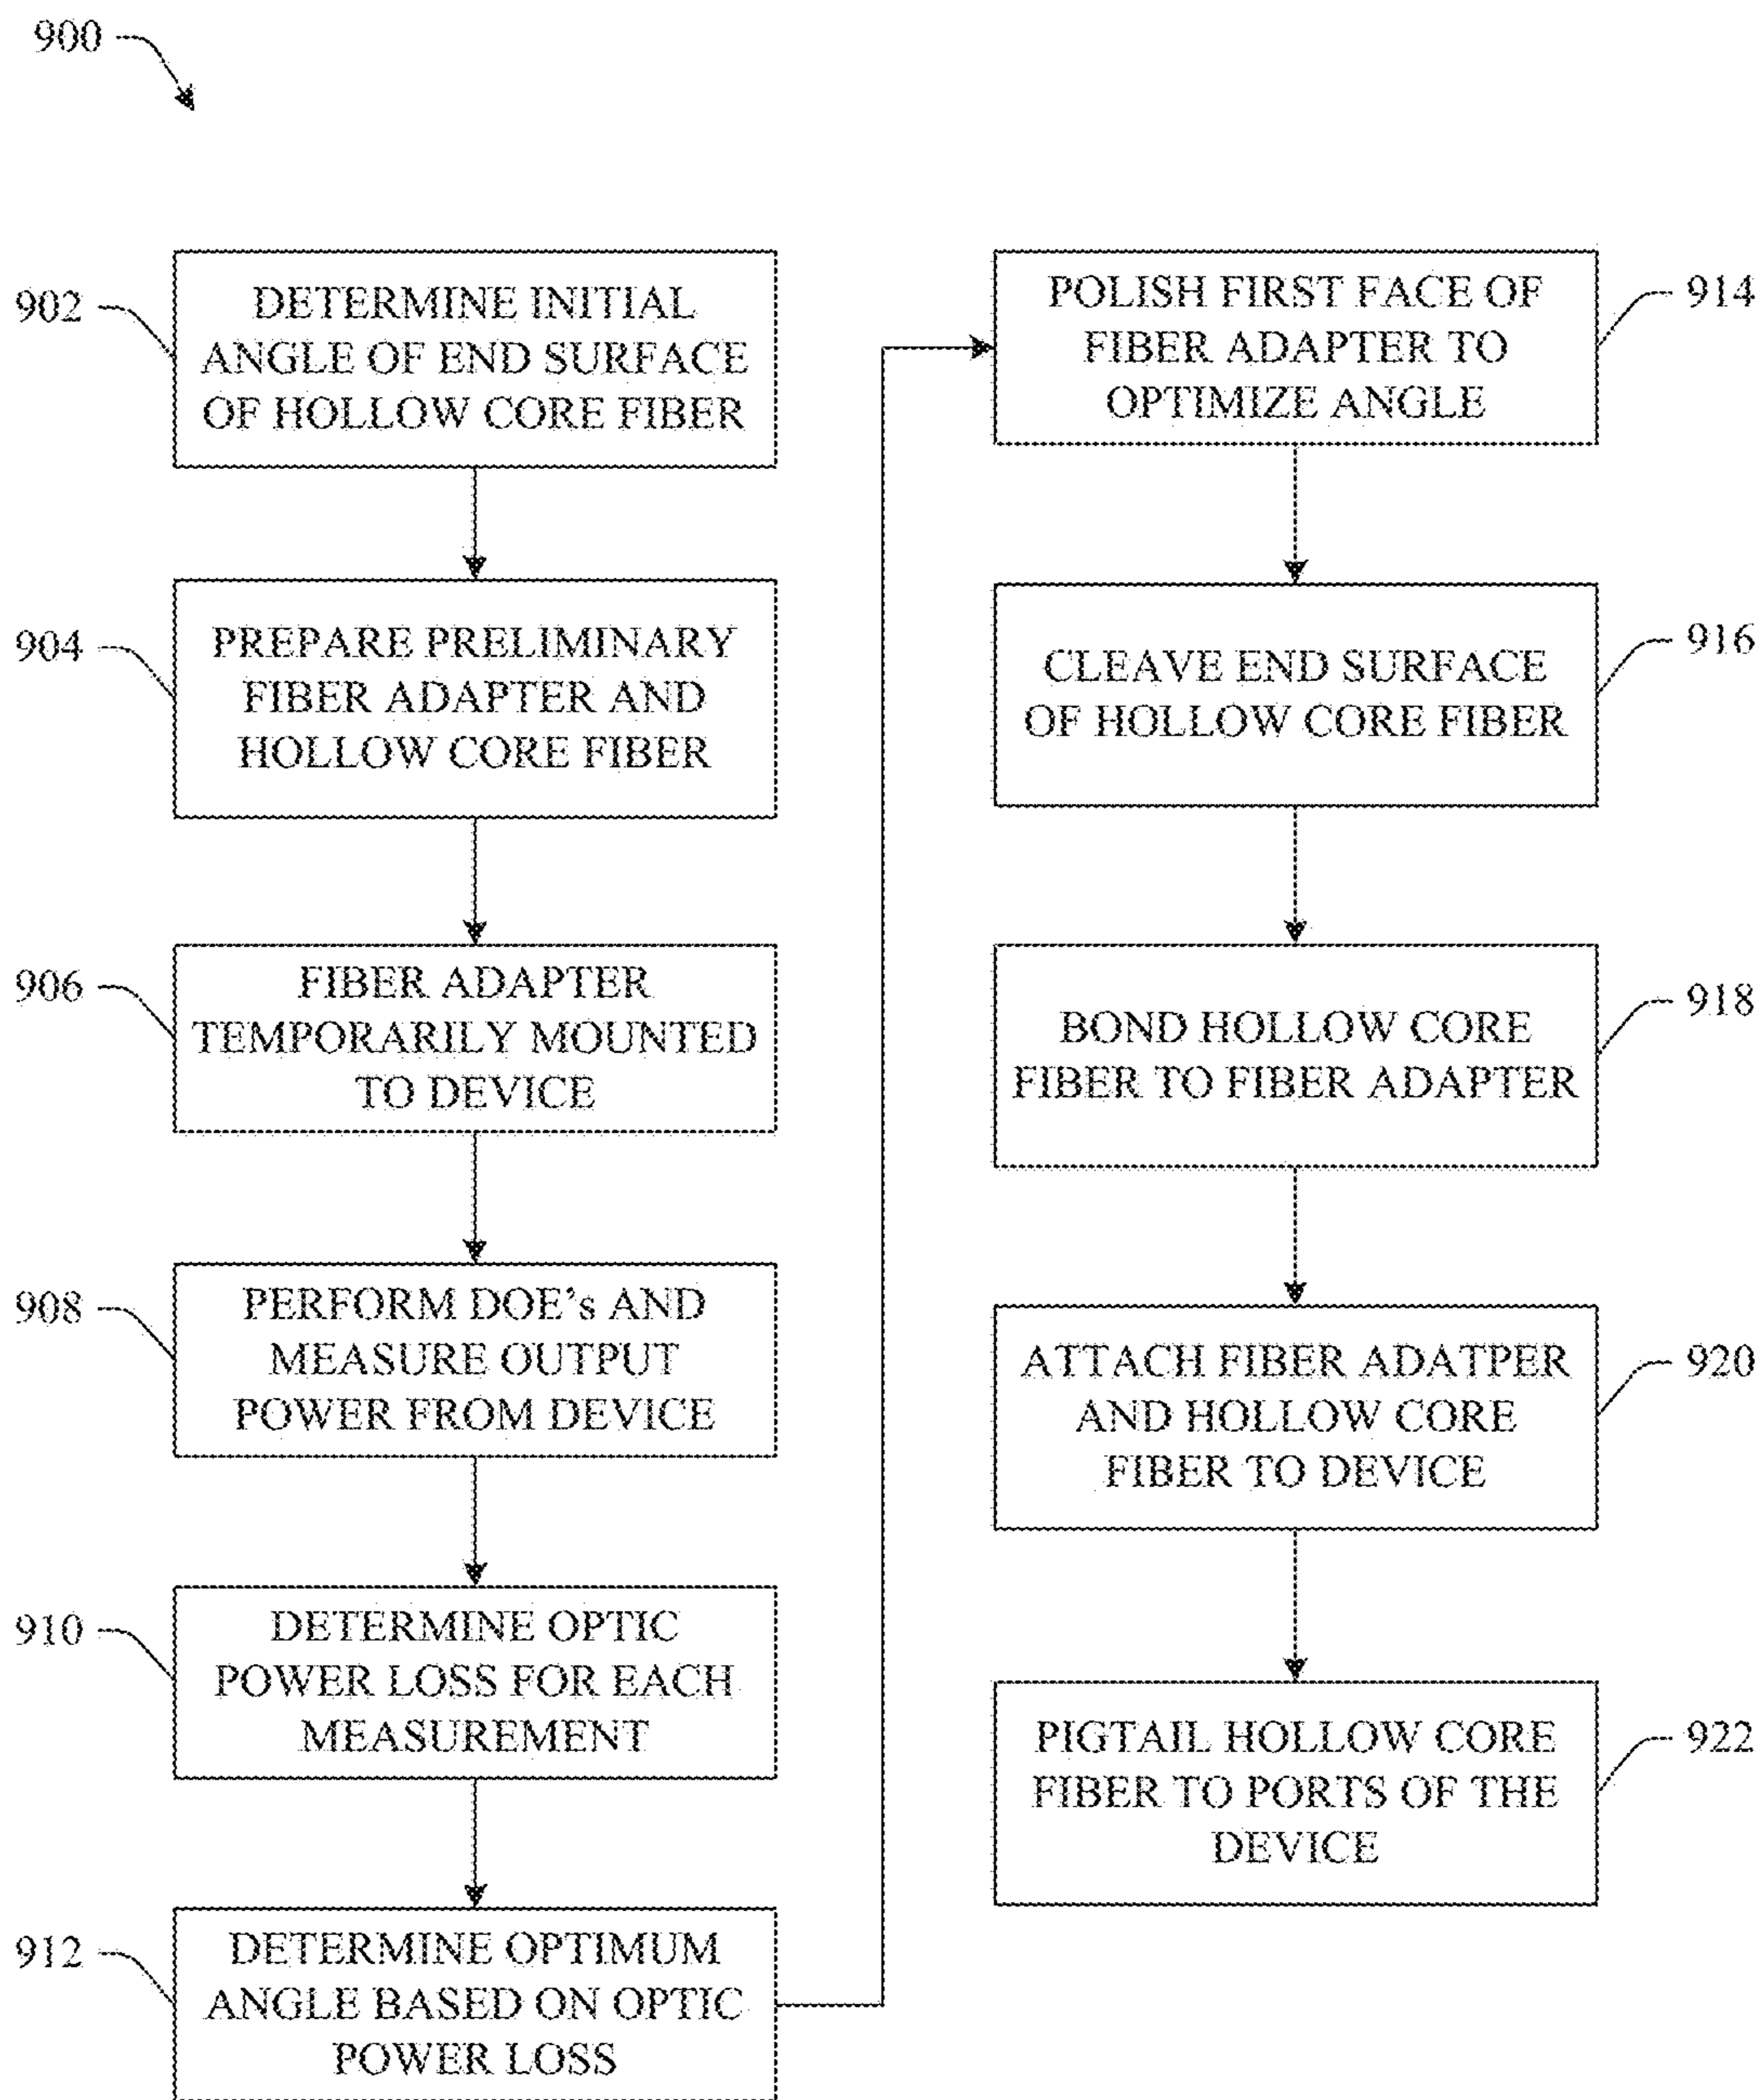 900
902
DETERMINE INITIAL
ANGLE OF END SURFACE
OF HOLLOW CORE FIBER
904
PREPARE PRELIMINARY
FIBER ADAPTER AND
HOLLOW CORE FIBER
906
FIBER ADAPTER
TEMPORARILY MOUNTED
TO DEVICE
908
PERFORM DOE's AND
MEASURE OUTPUT
POWER FROM DEVICE
910
DETERMINE OPTIC
POWER LOSS FOR EACH
MEASUREMENT
912
DETERMINE OPTIMUM
ANGLE BASED ON OPTIC
POWER LOSS
POLISH FIRST FACE OF
FIBER ADAPTER TO
OPTIMIZE ANGLE
914
CLEAVE END SURFACE
OF HOLLOW CORE FIBER
916
BOND HOLLOW CORE
FIBER TO FIBER ADAPTER
918
ATTACH FIBER ADATPER
AND HOLLOW CORE
FIBER TO DEVICE
920
PIGTAIL HOLLOW CORE
FIBER TO PORTS OF THE
DEVICE
922